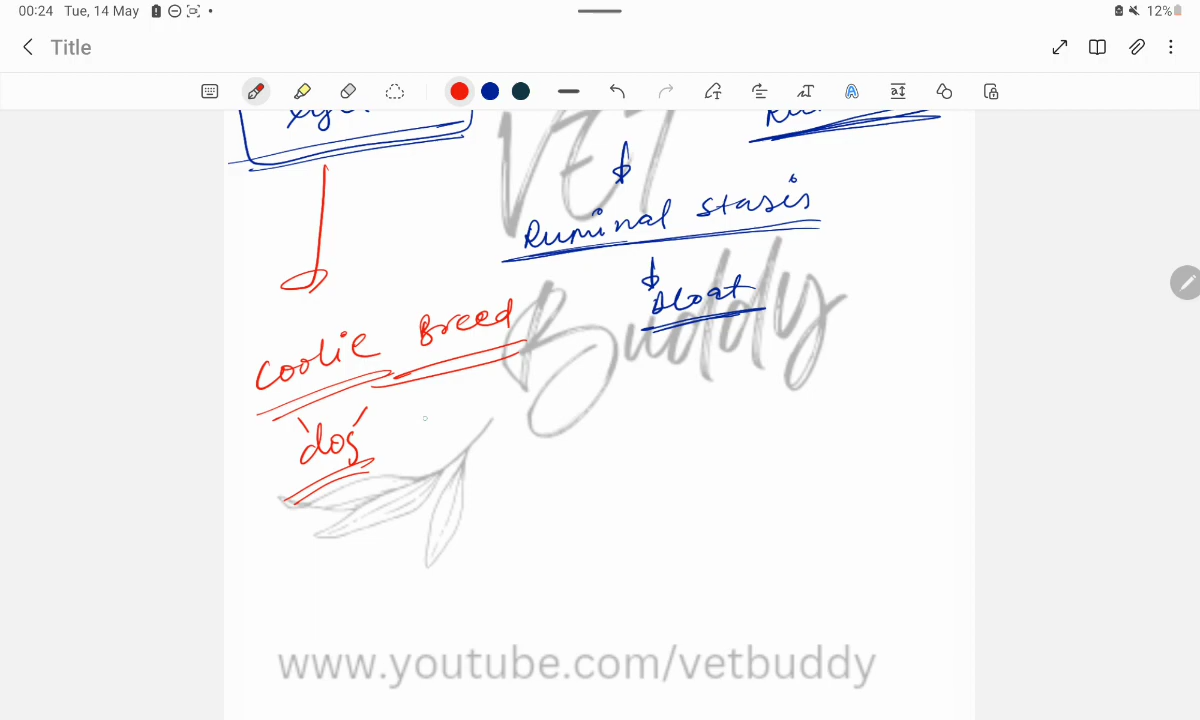 00:24 Tue, 14 May
12%
Title
VET
Ruminal stasis
Bloat
Buddy
Coolie Breed
dog
www.youtube.com/vetbuddy